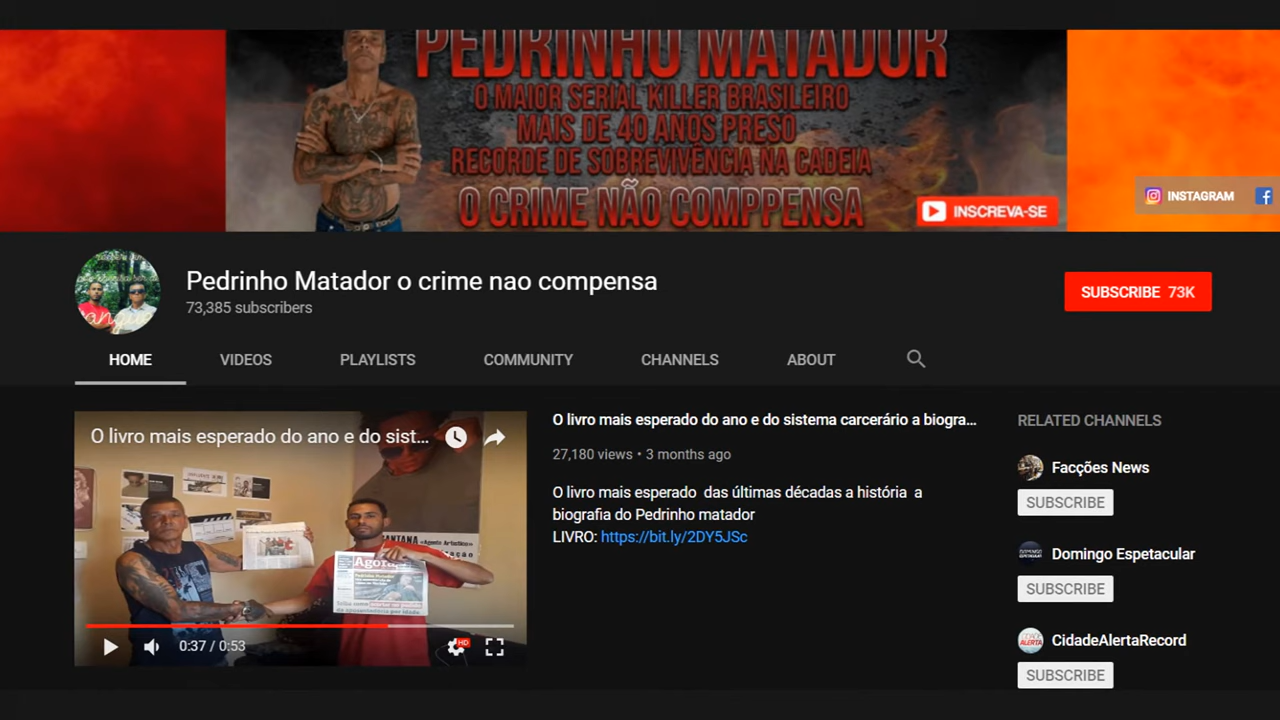 PEDRINHO MATADOR
O MAIOR SERIAL KILLER BRASILEIRO
MAIS DE 40 ANOS PRESO
RECORDE DE SOBREVIVÊNCIA NA CADEIA
O CRIME NÃO COMPPENSA
INSCREVA-SE
INSTAGRAM
Pedrinho Matador o crime nao compensa
73,385 subscribers
SUBSCRIBE 73K
HOME VIDEOS PLAYLISTS COMMUNITY CHANNELS ABOUT
O livro mais esperado do ano e do sist...
0:37 / 0:53
HD
Agora
Pedrinho Matador
O livro mais esperado do ano e do sistema carcerário a biogra...
27,180 views • 3 months ago
O livro mais esperado das últimas décadas a história a
biografia do Pedrinho matador
LIVRO: https://bit.ly/2DY5JSc
RELATED CHANNELS
Facções News
SUBSCRIBE
Domingo Espetacular
SUBSCRIBE
CidadeAlertaRecord
SUBSCRIBE